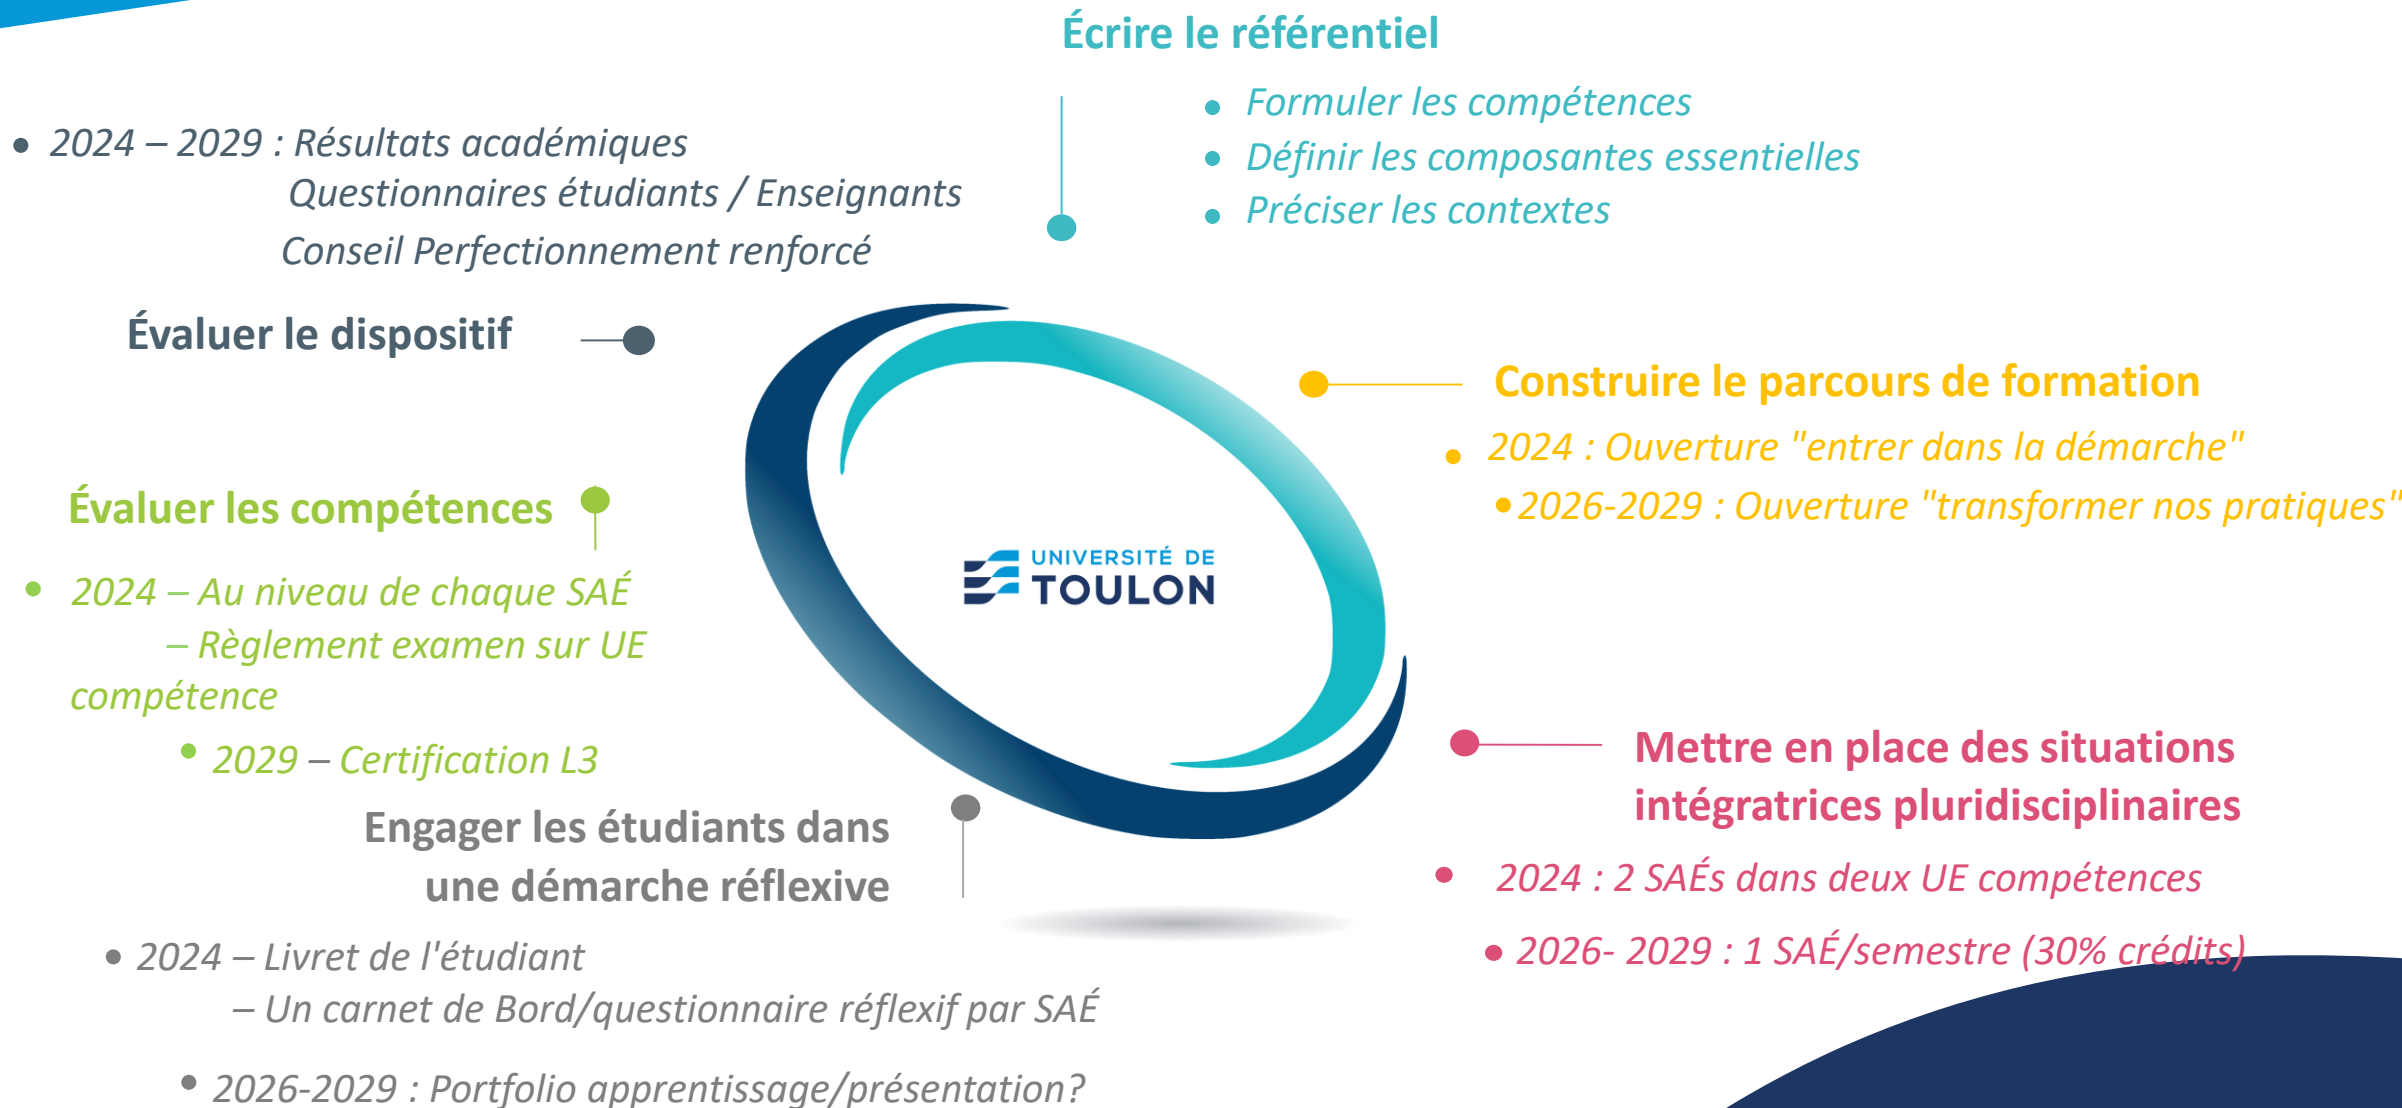 Écrire le référentiel
Formuler les compétences
Définir les composantes essentielles
Préciser les contextes
2024 – 2029 : Résultats académiques
Questionnaires étudiants / Enseignants
Conseil Perfectionnement renforcé
Évaluer le dispositif
Construire le parcours de formation
2024 : Ouverture "entrer dans la démarche"
2026-2029 : Ouverture "transformer nos pratiques"
Évaluer les compétences
2024 – Au niveau de chaque SAÉ
– Règlement examen sur UE
compétence
2029 – Certification L3
UNIVERSITÉ DE
TOULON
Mettre en place des situations
intégratrices pluridisciplinaires
2024 : 2 SAÉs dans deux UE compétences
2026- 2029 : 1 SAÉ/semestre (30% crédits)
Engager les étudiants dans
une démarche réflexive
2024 – Livret de l'étudiant
– Un carnet de Bord/questionnaire réflexif par SAÉ
2026-2029 : Portfolio apprentissage/présentation?